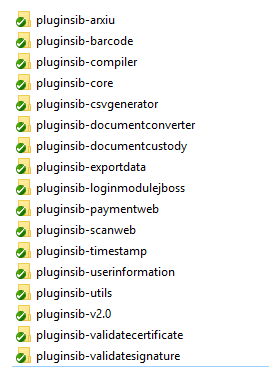 pluginsib-arxiu
pluginsib-barcode
pluginsib-compiler
pluginsib-core
pluginsib-csvgenerator
pluginsib-documentconverter
pluginsib-documentcustody
pluginsib-exportdata
pluginsib-loginmodulejboss
pluginsib-paymentweb
pluginsib-scanweb
pluginsib-timestamp
pluginsib-userinformation
pluginsib-utils
pluginsib-v2.0
pluginsib-validatecertificate
pluginsib-validatesignature